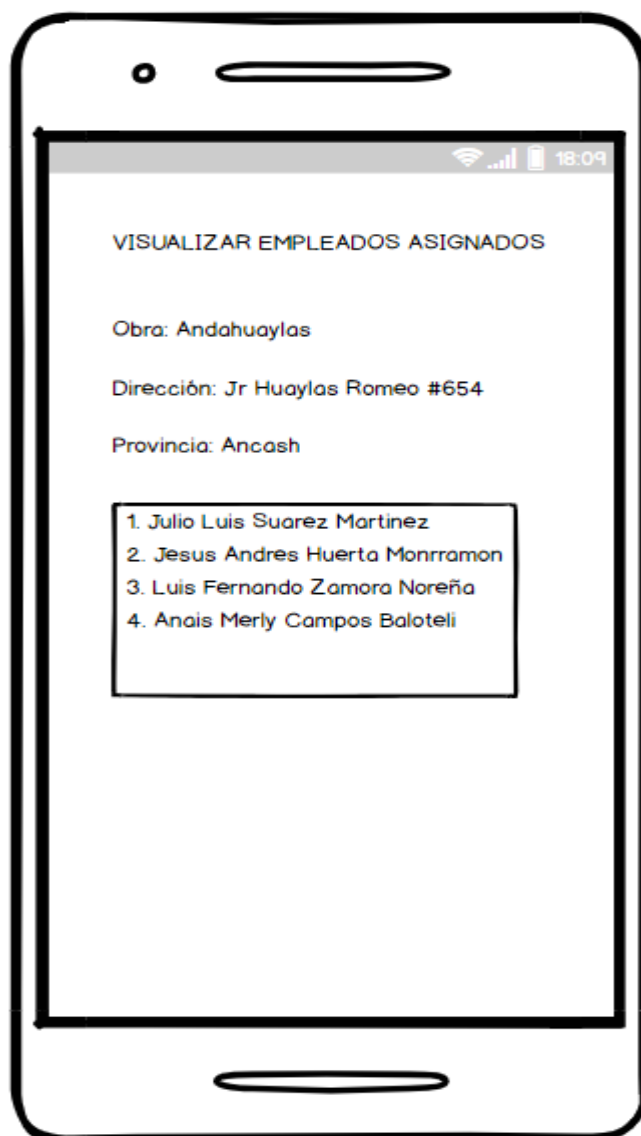 18:09
VISUALIZAR EMPLEADOS ASIGNADOS
Obra: Andahuaylas
Dirección: Jr Huaylas Romeo #654
Provincia: Ancash
1. Julio Luis Suarez Martinez
2. Jesus Andres Huerta Monrramon
3. Luis Fernando Zamora Noreña
4. Anais Merly Campos Baloteli